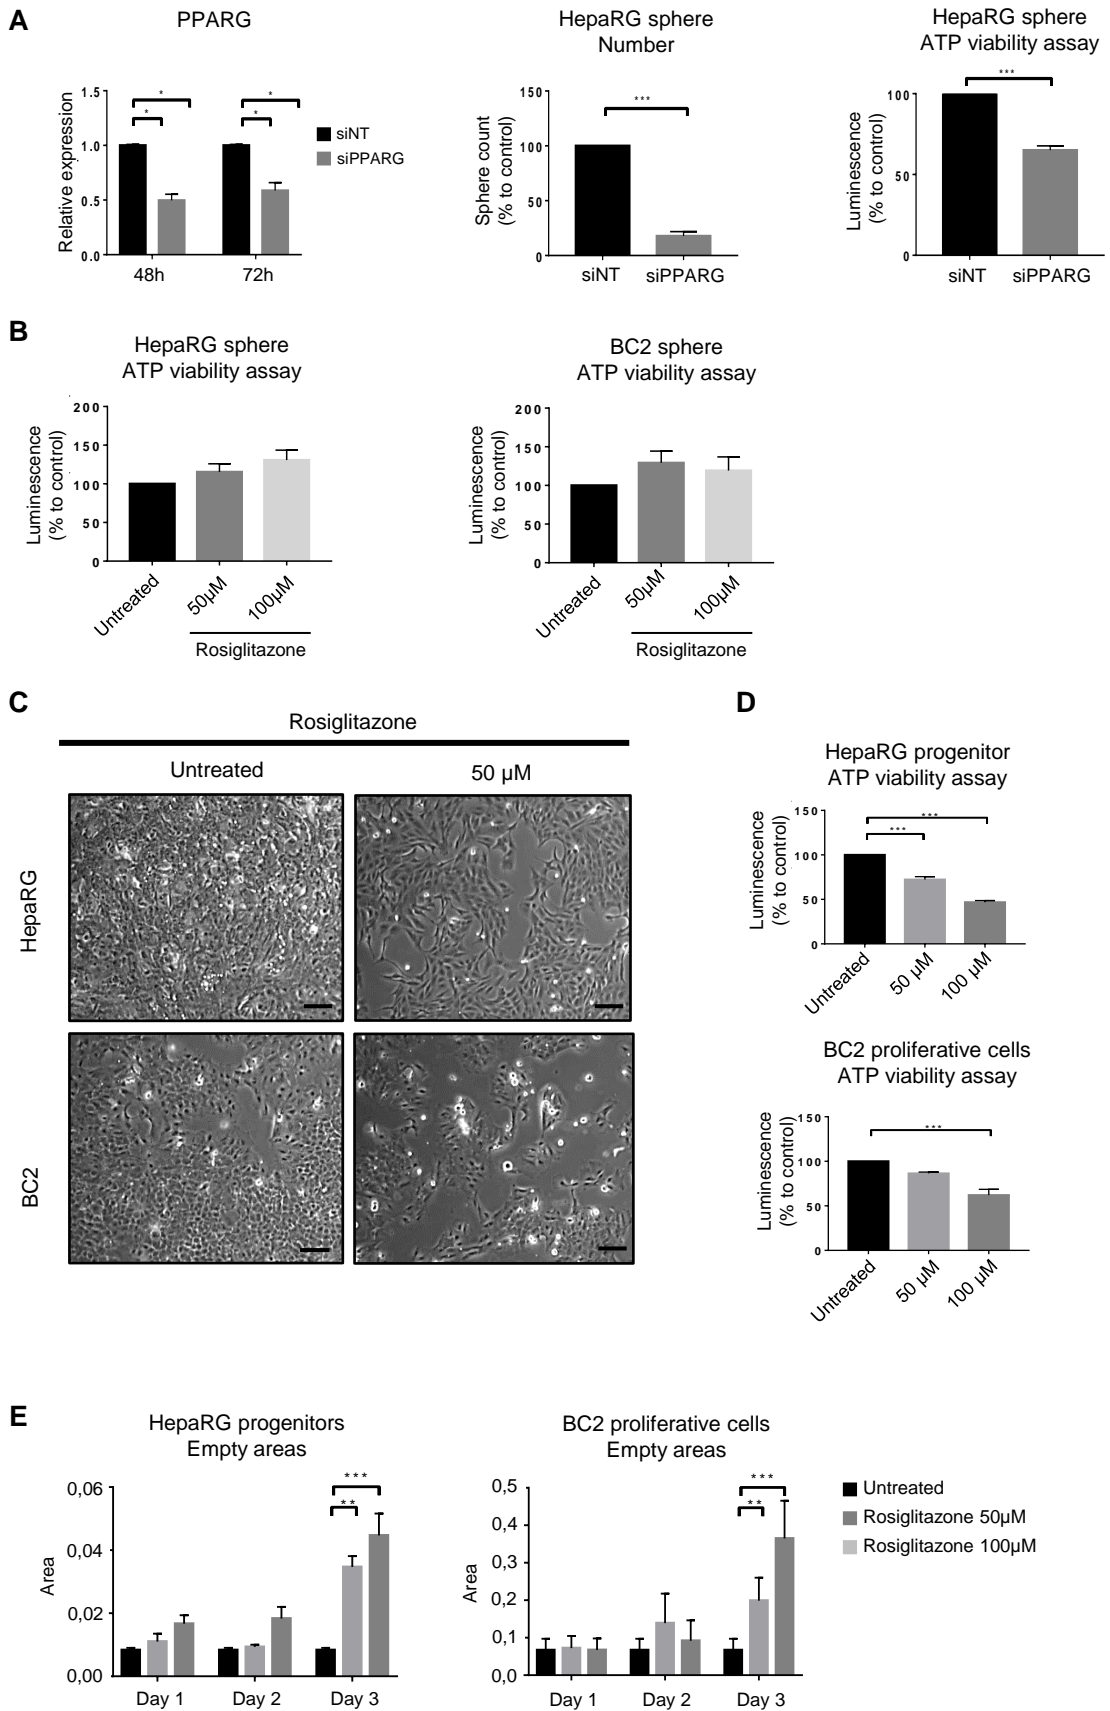 A
PPARG
Relative expression
1.5
1.0
0.5
0.0
*
*
*
*
48h
72h
siNT
siPPARG
HepaRG sphere
Number
Sphere count
(% to control)
150
100
50
0
***
siNT
siPPARG
HepaRG sphere
ATP viability assay
Luminescence
(% to control)
100
50
0
***
siNT
siPPARG
B
HepaRG sphere
ATP viability assay
Luminescence
(% to control)
200
150
100
50
0
Untreated
50µM
100µM
Rosiglitazone
BC2 sphere
ATP viability assay
Luminescence
(% to control)
200
150
100
50
0
Untreated
50µM
100µM
Rosiglitazone
C
Rosiglitazone
Untreated
50 µM
HepaRG
BC2
D
HepaRG progenitor
ATP viability assay
Luminescence
(% to control)
150
100
50
0
***
***
Untreated
50 µM
100 µM
BC2 proliferative cells
ATP viability assay
Luminescence
(% to control)
150
100
50
0
***
Untreated
50 µM
100 µM
E
HepaRG progenitors
Empty areas
Area
0,06
0,04
0,02
0,00
***
**
Day 1
Day 2
Day 3
BC2 proliferative cells
Empty areas
Area
0,5
0,4
0,3
0,2
0,1
0,0
***
**
Day 1
Day 2
Day 3
Untreated
Rosiglitazone 50µM
Rosiglitazone 100µM